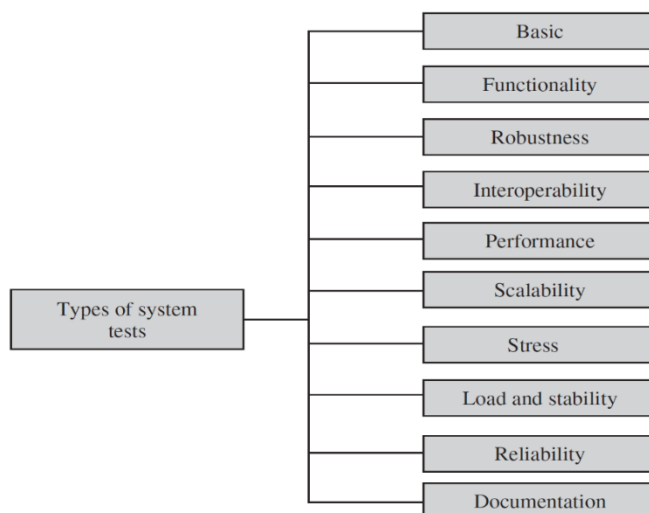 Basic
Functionality
Robustness
Interoperability
Performance
Types of system
tests
Scalability
Stress
Load and stability
Reliability
Documentation